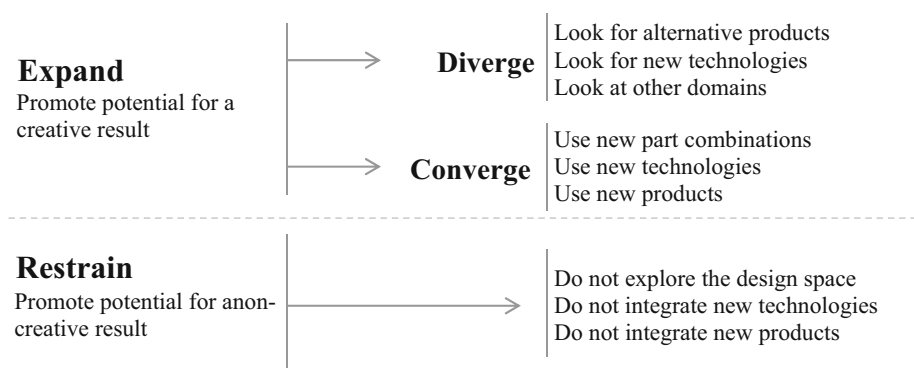 Expand
Promote potential for a
creative result
Diverge
Look for alternative products
Look for new technologies
Look at other domains
Converge
Use new part combinations
Use new technologies
Use new products
Restrain
Promote potential for anon-
creative result
Do not explore the design space
Do not integrate new technologies
Do not integrate new products